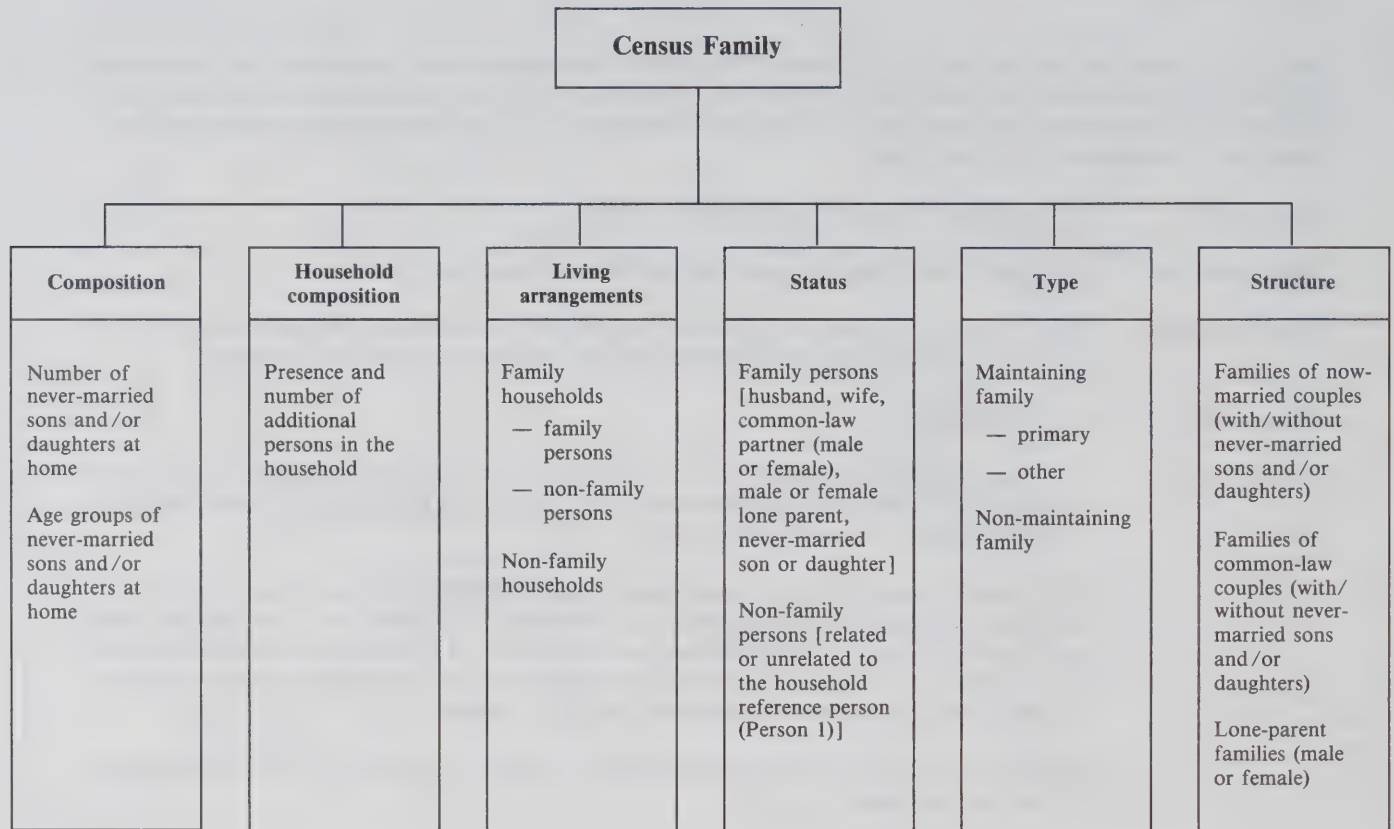 Census Family
Composition
Number of
never-married
sons and/or
daughters at
home
Age groups of
never-married
sons and/or
daughters at
home
Household
composition
Presence and
number of
additional
persons in the
household
Living
arrangements
Family
households
— family
persons
— non-family
persons
Non-family
households
Status
Family persons
[husband, wife,
common-law
partner (male
or female),
male or female
lone parent,
never-married
son or daughter]
Non-family
persons [related
or unrelated to
the household
reference person
(Person 1)]
Type
Maintaining
family
— primary
— other
Non-maintaining
family
Structure
Families of now-
married couples
(with/without
never-married
sons and/or
daughters)
Families of
common-law
couples (with/
without never-
married sons
and/or
daughters)
Lone-parent
families (male
or female)